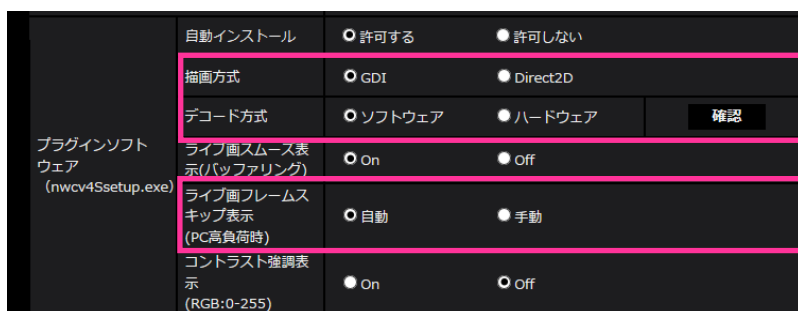 自動インストール 許可する 許可しない
描画方式 GDI Direct2D
デコード方式 ソフトウェア ハードウェア 確認
プラグインソフト
ウェア
（nwcv4Ssetup.exe）
ライブ画スムース表
示(バッファリング) On Off
ライブ画フレームス
キップ表示
(PC高負荷時) 自動 手動
コントラスト強調表
示
(RGB:0-255) On Off